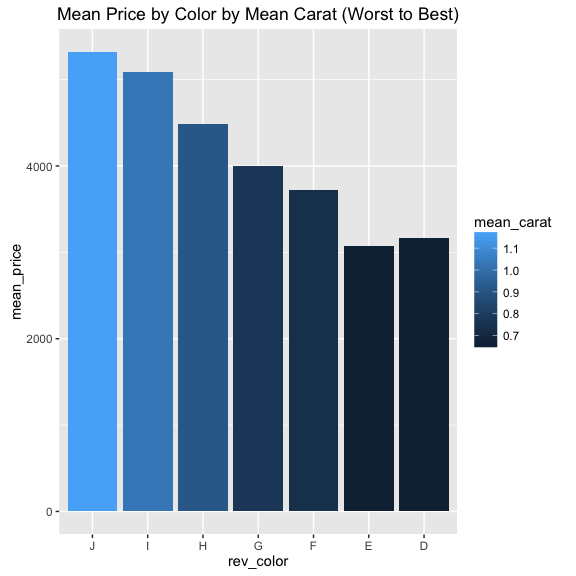 Mean Price by Color by Mean Carat (Worst to Best)
mean_price
4000
2000
0
J I H G F E D
rev_color
mean_carat
1.1
1.0
0.9
0.8
0.7